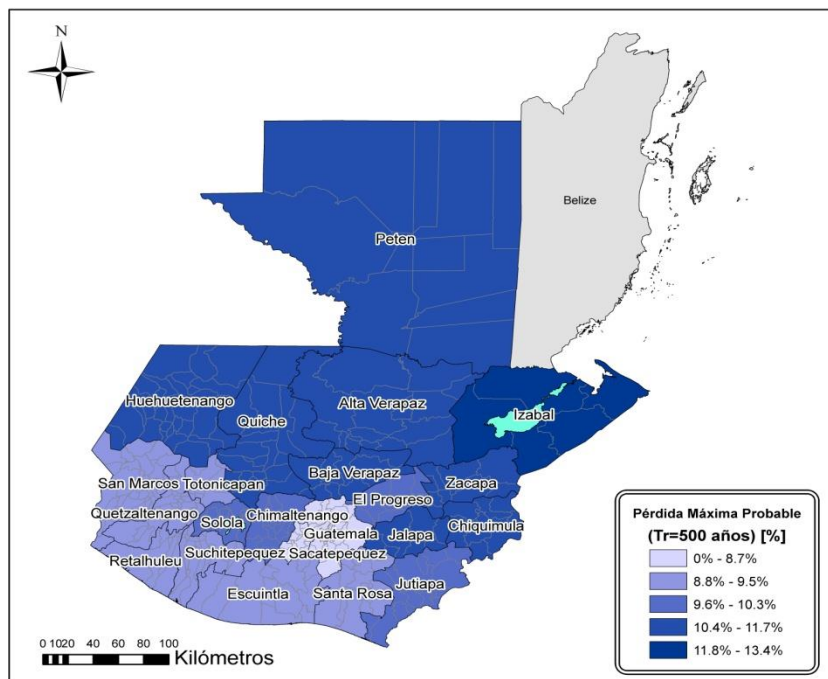 N
Belize
Peten
Huehuetenango
Quiche
Alta Verapaz
Izabal
San Marcos
Totonicapan
Baja Verapaz
Zacapa
El Progreso
Quetzaltenango
Solola
Chimaltenango
Guatemala
Jalapa
Chiquimula
Retalhuleu
Suchitepequez
Sacatepequez
Jutiapa
Escuintla
Santa Rosa
Pérdida Máxima Probable
(Tr=500 años) [%]
0% - 8.7%
8.8% - 9.5%
9.6% - 10.3%
10.4% - 11.7%
11.8% - 13.4%
0 1020 40 60 80 100
Kilómetros